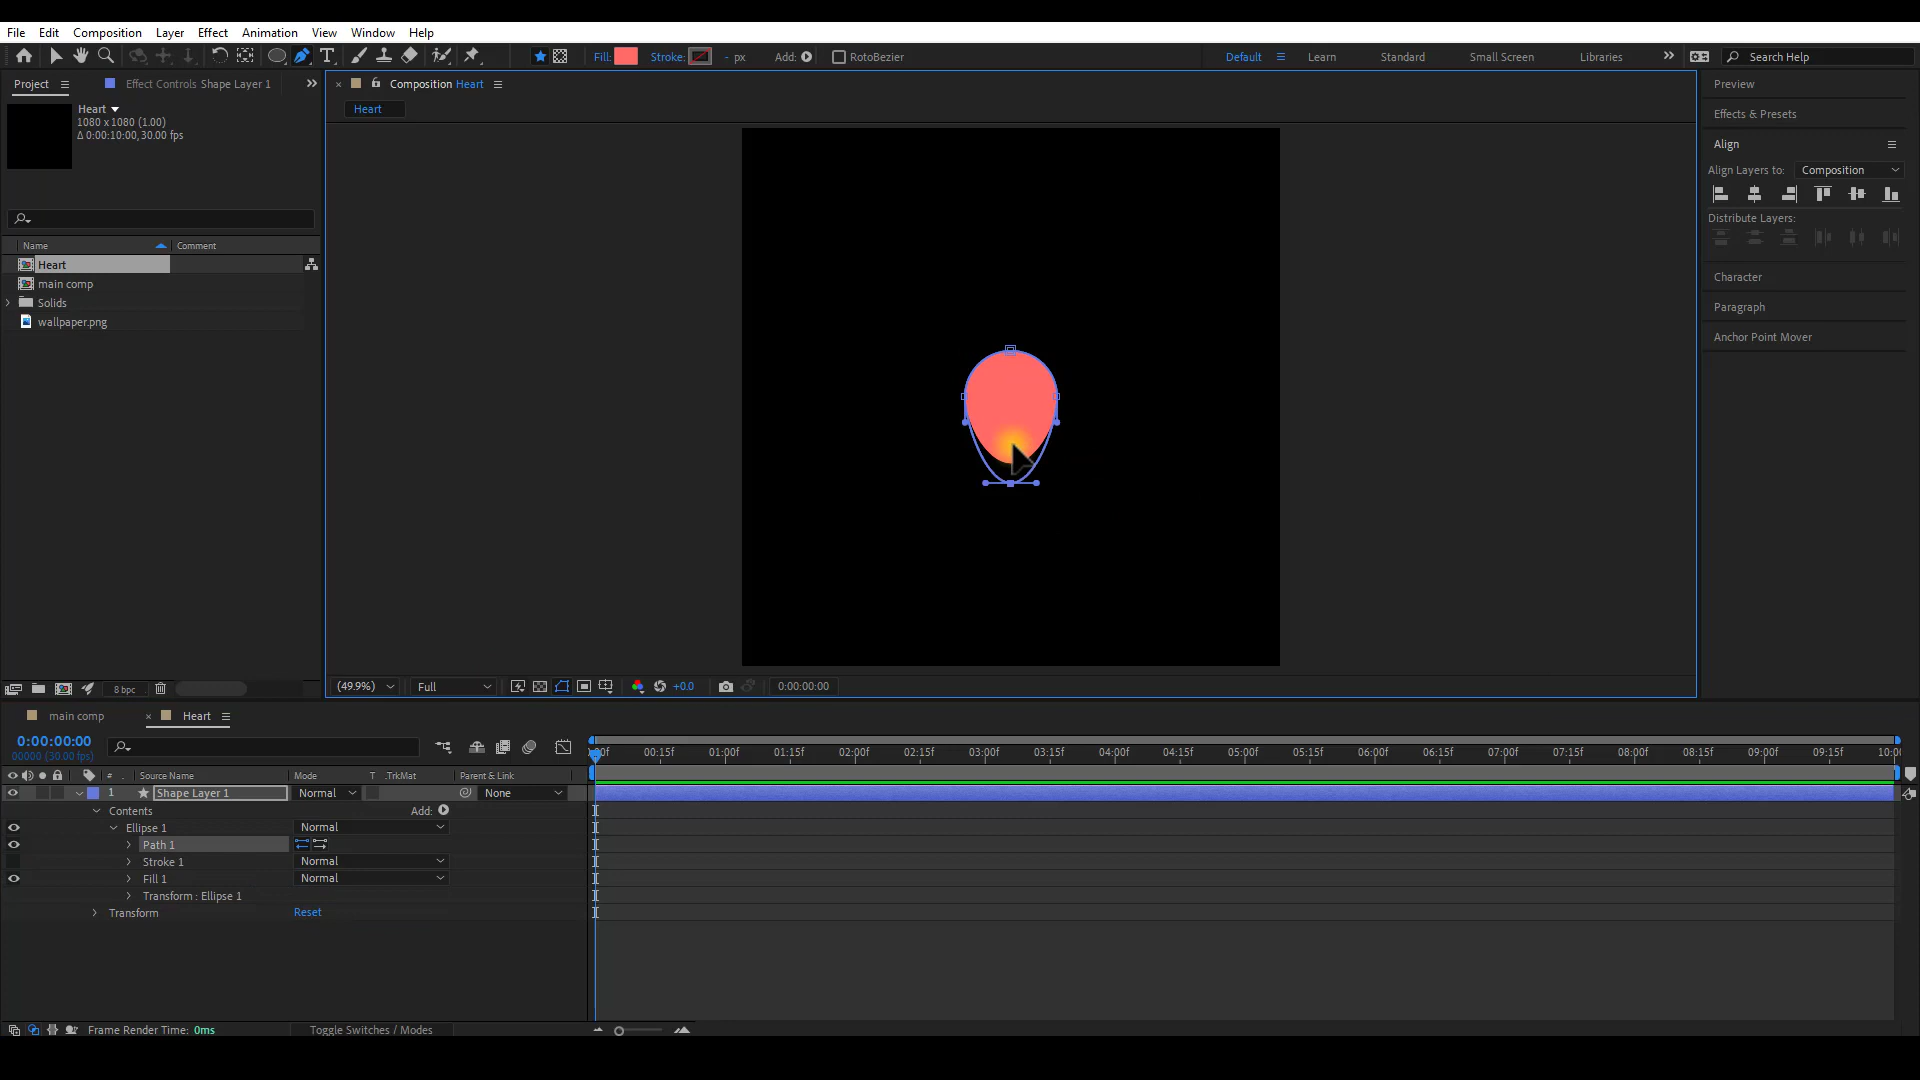 File Edit Composition Layer Effect Animation View Window Help
Fill: Stroke: - px Add: RotoBezier Default Learn Standard Small Screen Libraries Search Help
Project Effect Controls Shape Layer 1
Composition Heart
Heart
Heart
1080 x 1080 (1.00)
Δ 0:00:10:00, 30.00 fps
Name Comment
Heart
main comp
Solids
wallpaper.png
8 bpc
(49.9%) Full +0.0 0:00:00:00
Preview
Effects & Presets
Align
Align Layers to: Composition
Distribute Layers:
Character
Paragraph
Anchor Point Mover
main comp Heart
0:00:00:00
00000 (30.00 fps)
# Source Name Mode T .TrkMat Parent & Link
00:15f 01:00f 01:15f 02:00f 02:15f 03:00f 03:15f 04:00f 04:15f 05:00f 05:15f 06:00f 06:15f 07:00f 07:15f 08:00f 08:15f 09:00f 09:15f
1 Shape Layer 1 Normal None
Contents Add:
Ellipse 1 Normal
Path 1
Stroke 1 Normal
Fill 1 Normal
Transform : Ellipse 1
Transform Reset
Frame Render Time: 0ms Toggle Switches / Modes